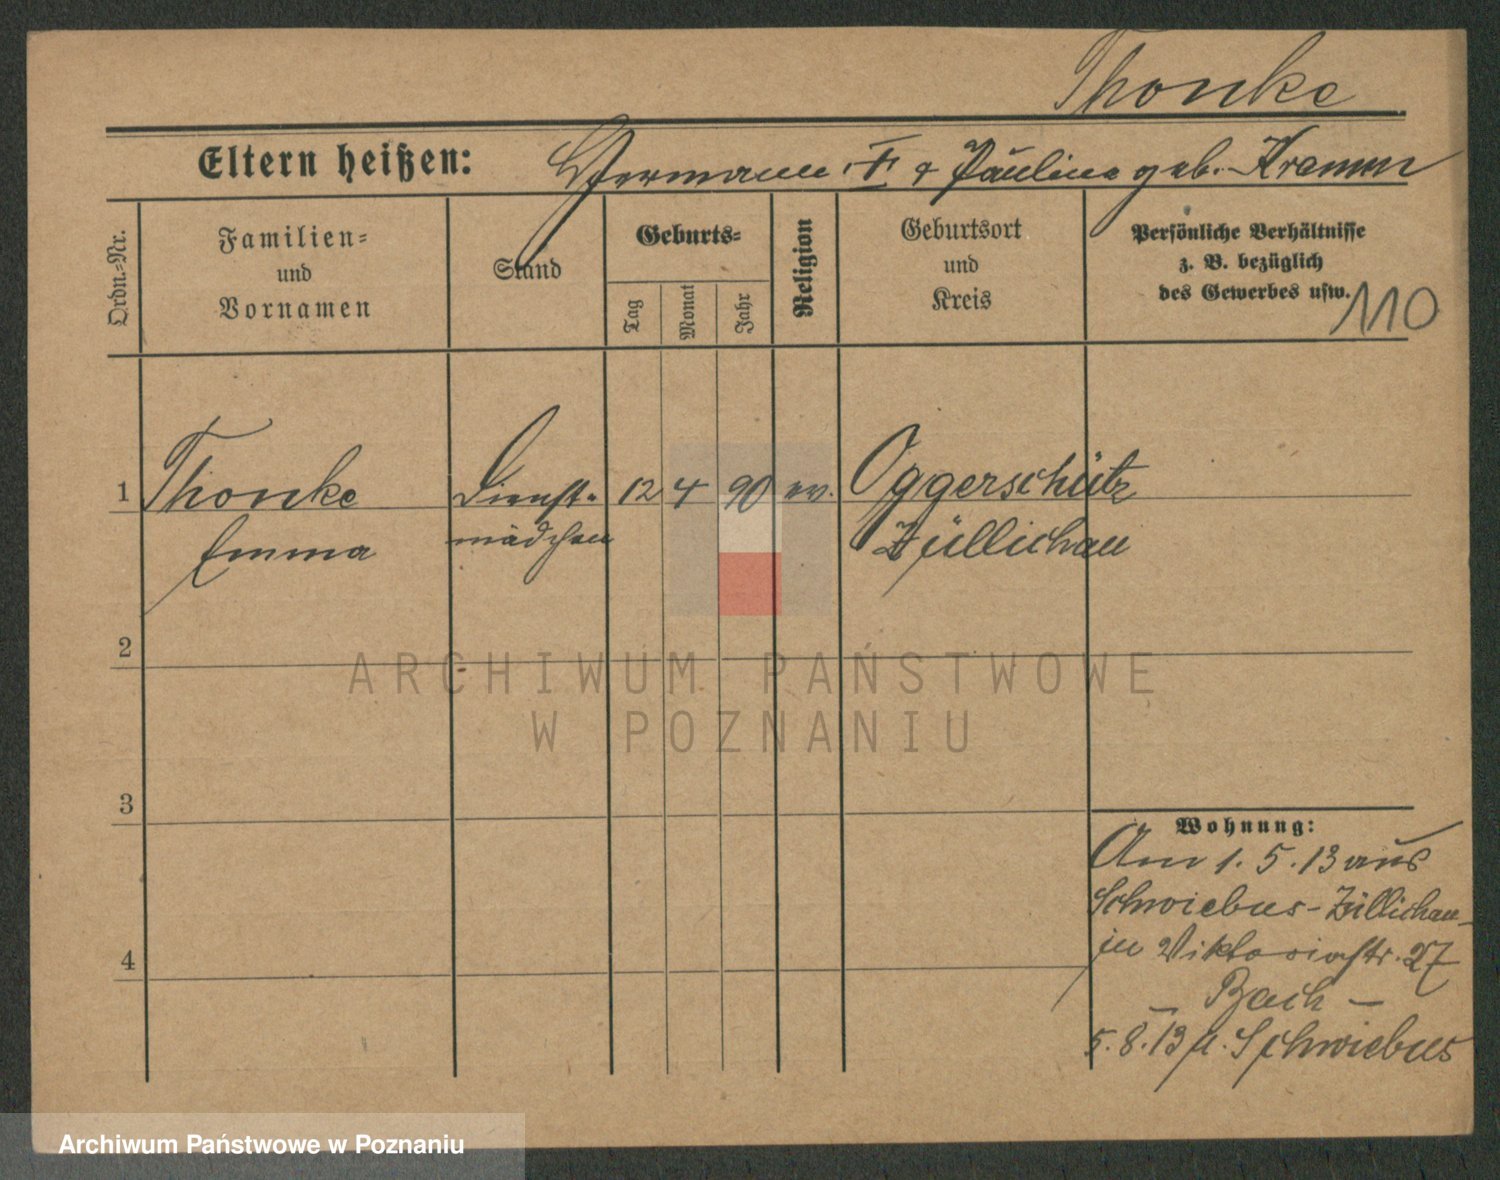 Thonke
Eltern heißen: Hermann T. & Pauline geb. Kramm
Ordn.-Nr.
Familien- und Vornamen
Stand
Geburts-
Tag
Monat
Jahr
Religion
Geburtsort und Kreis
Persönliche Verhältnisse
z. B. bezüglich
des Gewerbes usw.
110
1 Thonke Dienst- 12 4 90 ev. Oggerschütz
Emma mädchen Züllichau
2
ARCHIWUM PAŃSTWOWE
W POZNANIU
3
Wohnung:
Am 1.5.13 aus
Schwiebus-Züllichau
in Viktoriastr. 27
4
– Bach –
5.8.13 n. Schwiebus
Archiwum Państwowe w Poznaniu